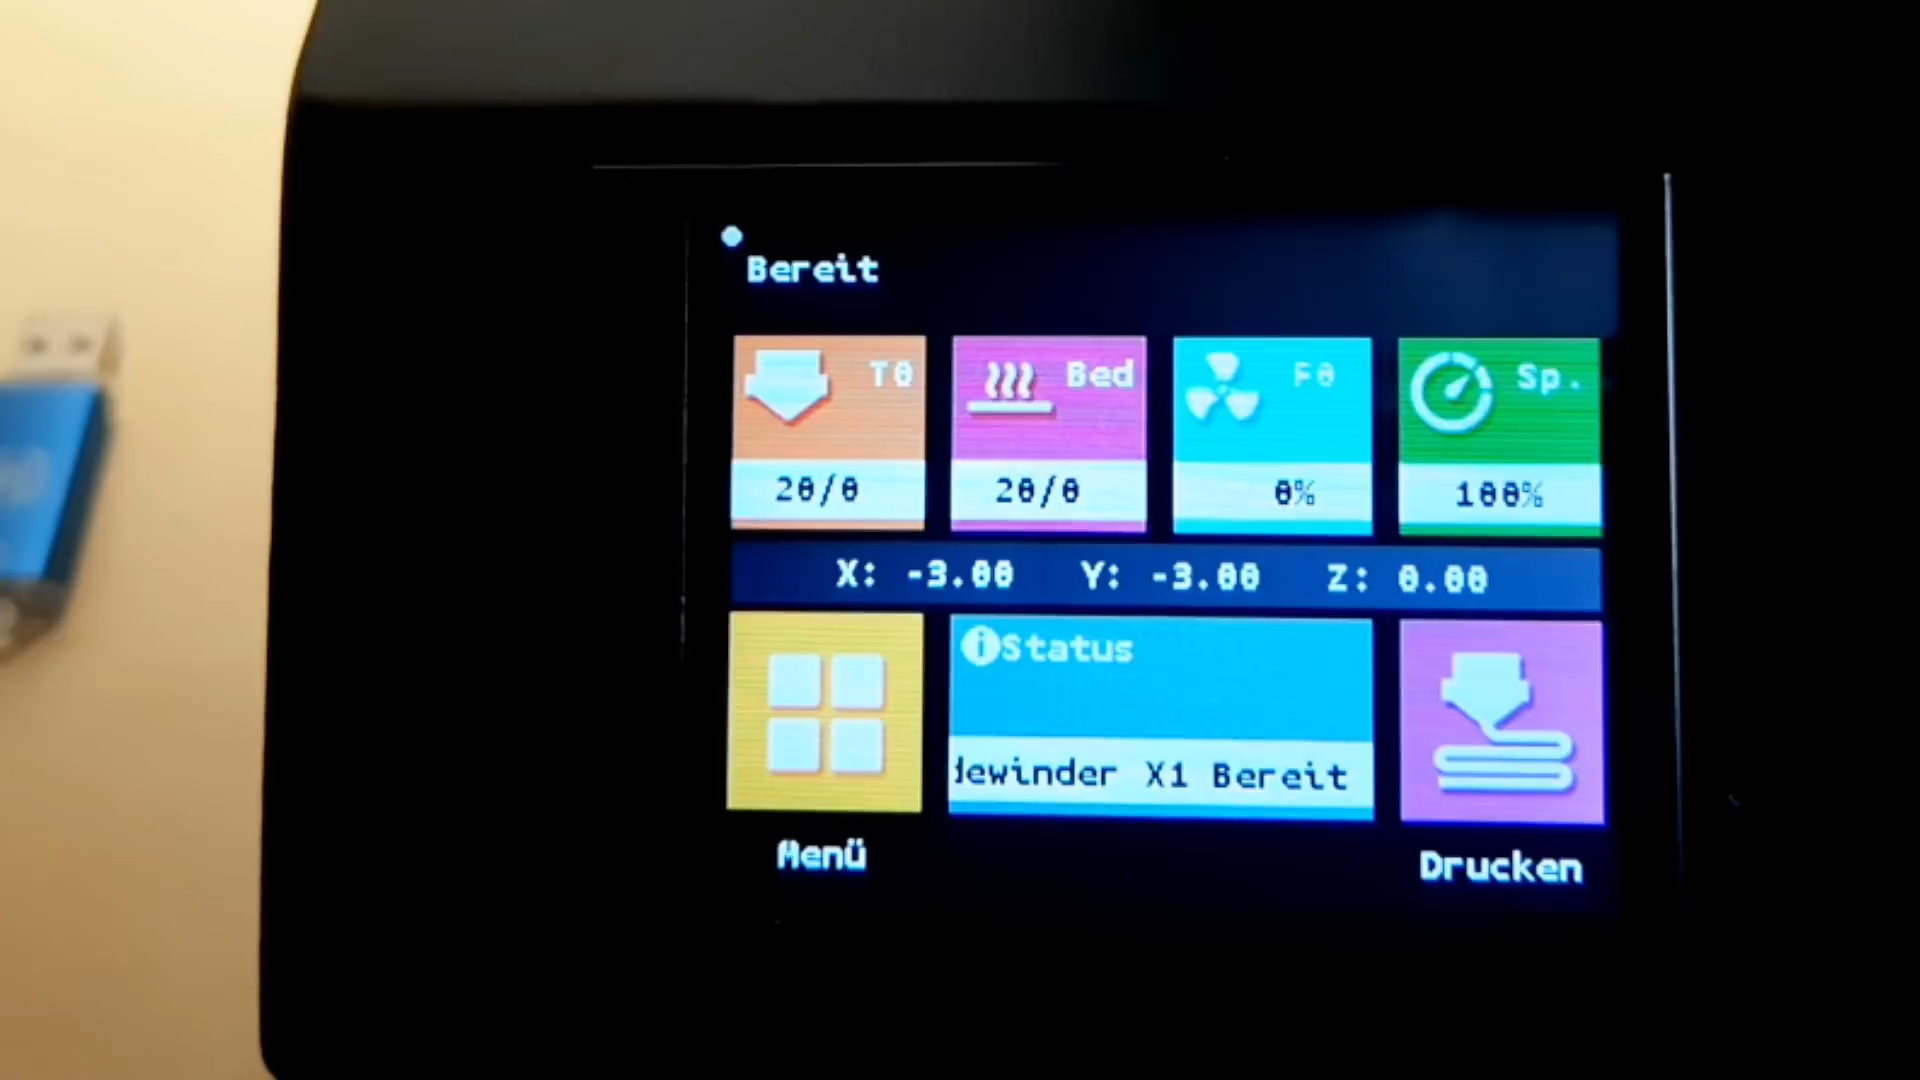 Bereit
T0
Bed
F0
Sp.
20/0
20/0
0%
100%
X: -3.00 Y: -3.00 Z: 0.00
Status
dewinder X1 Bereit
Menü
Drucken